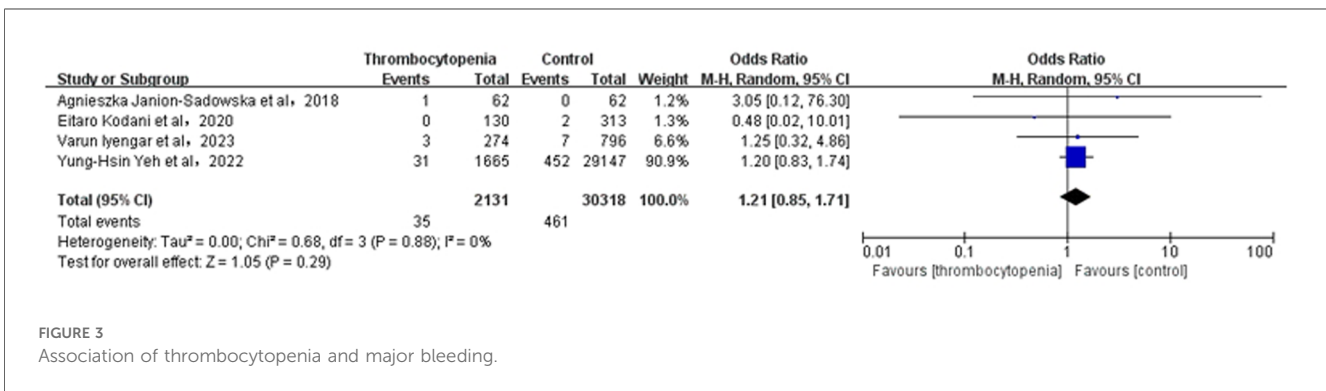 Thrombocytopenia Control Odds Ratio Odds Ratio
Study or Subgroup Events Total Events Total Weight M-H, Random, 95% CI M-H, Random, 95% CI
Agnieszka Janion-Sadowska et al，2018 1 62 0 62 1.2% 3.05 [0.12, 76.30]
Eitaro Kodani et al，2020 0 130 2 313 1.3% 0.48 [0.02, 10.01]
Varun Iyengar et al，2023 3 274 7 796 6.6% 1.25 [0.32, 4.86]
Yung-Hsin Yeh et al，2022 31 1665 452 29147 90.9% 1.20 [0.83, 1.74]
Total (95% CI) 2131 30318 100.0% 1.21 [0.85, 1.71]
Total events 35 461
Heterogeneity: Tau² = 0.00; Chi² = 0.68, df = 3 (P = 0.88); I² = 0%
Test for overall effect: Z = 1.05 (P = 0.29)
0.01 0.1 1 10 100
Favours [thrombocytopenia] Favours [control]
FIGURE 3
Association of thrombocytopenia and major bleeding.